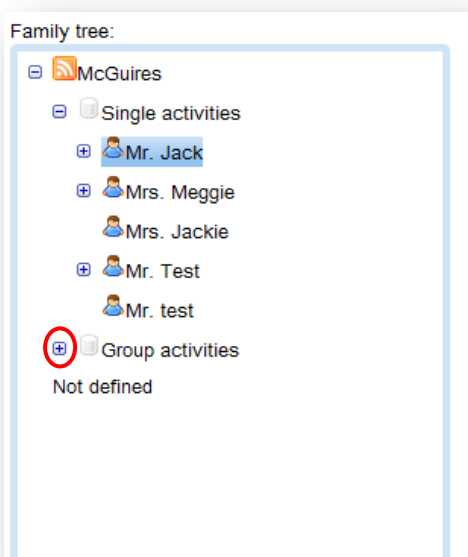 Family tree:
McGuires
Single activities
Mr. Jack
Mrs. Meggie
Mrs. Jackie
Mr. Test
Mr. test
Group activities
Not defined